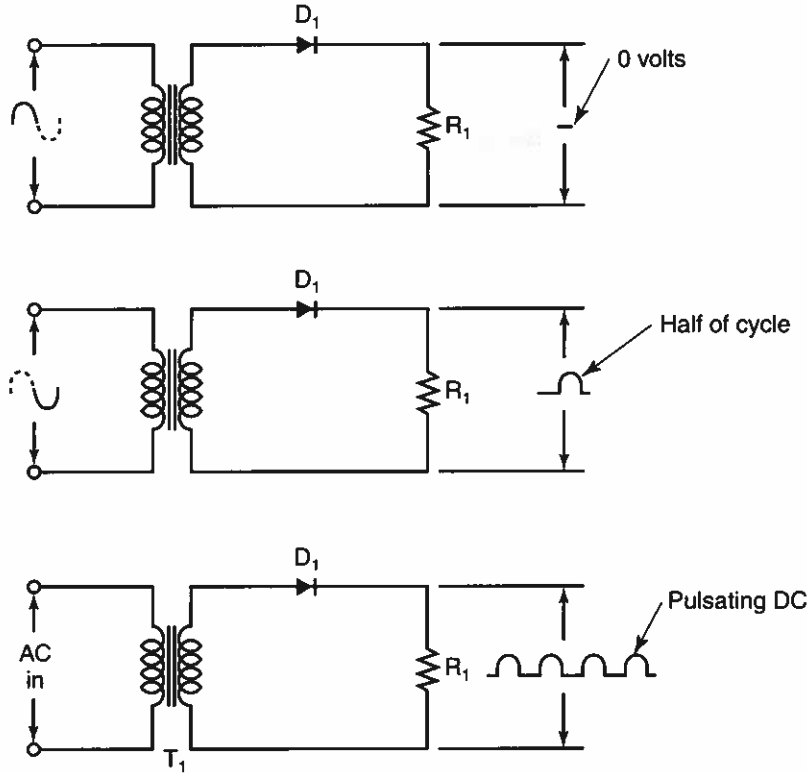 D1
0 volts
R1
D1
Half of cycle
R1
D1
Pulsating DC
AC
in
R1
T1